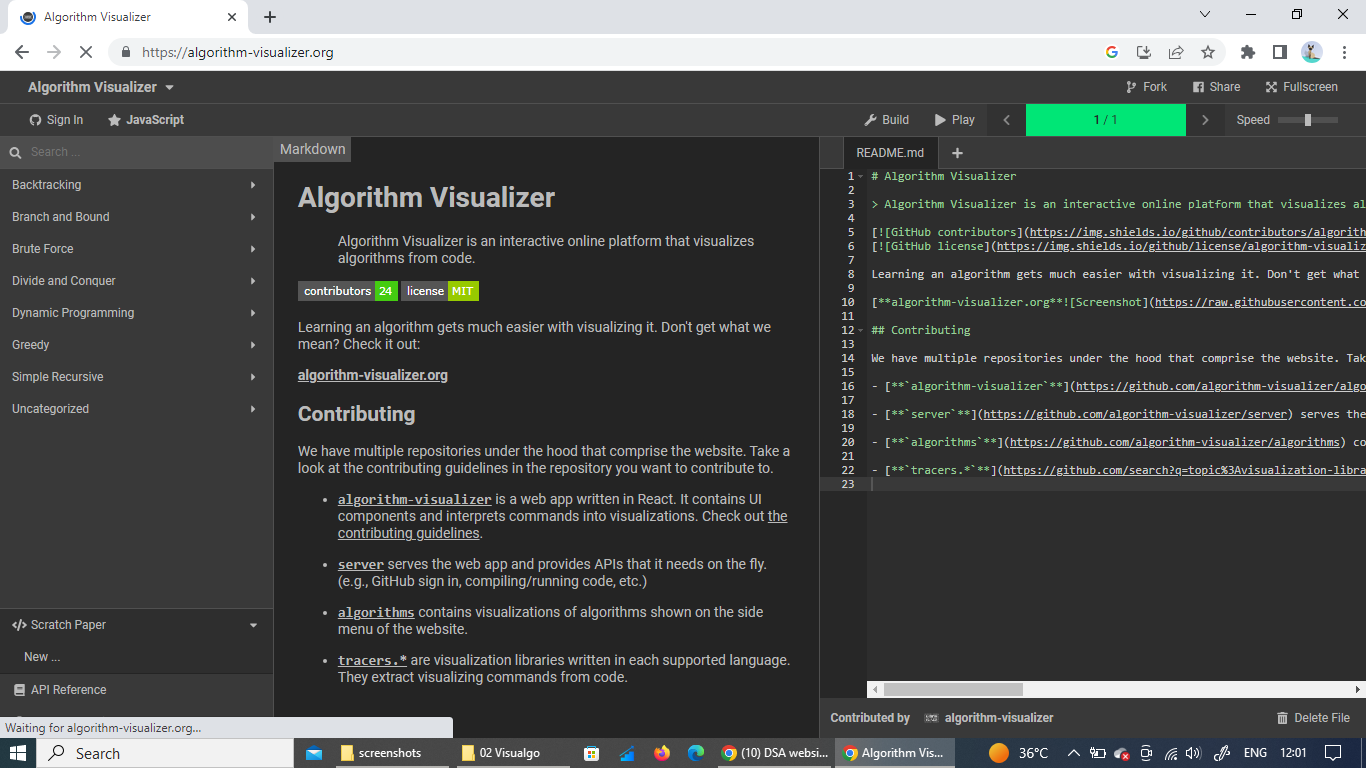 Algorithm Visualizer
https://algorithm-visualizer.org
Algorithm Visualizer
Fork
Share
Fullscreen
Sign In
JavaScript
Build
Play
1 / 1
Speed
Search ...
Backtracking
Branch and Bound
Brute Force
Divide and Conquer
Dynamic Programming
Greedy
Simple Recursive
Uncategorized
Scratch Paper
New ...
API Reference
Waiting for algorithm-visualizer.org...
Markdown
Algorithm Visualizer
Algorithm Visualizer is an interactive online platform that visualizes
algorithms from code.
contributors 24 license MIT
Learning an algorithm gets much easier with visualizing it. Don't get what we
mean? Check it out:
algorithm-visualizer.org
Contributing
We have multiple repositories under the hood that comprise the website. Take a
look at the contributing guidelines in the repository you want to contribute to.
• algorithm-visualizer is a web app written in React. It contains UI
components and interprets commands into visualizations. Check out the
contributing guidelines.
• server serves the web app and provides APIs that it needs on the fly.
(e.g., GitHub sign in, compiling/running code, etc.)
• algorithms contains visualizations of algorithms shown on the side
menu of the website.
• tracers.* are visualization libraries written in each supported language.
They extract visualizing commands from code.
README.md
1 # Algorithm Visualizer
2
3 > Algorithm Visualizer is an interactive online platform that visualizes al
4
5 [![GitHub contributors](https://img.shields.io/github/contributors/algorith
6 [![GitHub license](https://img.shields.io/github/license/algorithm-visualiz
7
8 Learning an algorithm gets much easier with visualizing it. Don't get what
9
10 [**algorithm-visualizer.org**![Screenshot](https://raw.githubusercontent.co
11
12 ## Contributing
13
14 We have multiple repositories under the hood that comprise the website. Tak
15
16 - [**`algorithm-visualizer`**](https://github.com/algorithm-visualizer/algo
17
18 - [**`server`**](https://github.com/algorithm-visualizer/server) serves the
19
20 - [**`algorithms`**](https://github.com/algorithm-visualizer/algorithms) co
21
22 - [**`tracers.*`**](https://github.com/search?q=topic%3Avisualization-libra
23
Contributed by algorithm-visualizer
Delete File
Search
screenshots
02 Visualgo
(10) DSA websi...
Algorithm Vis...
36°C
ENG
12:01